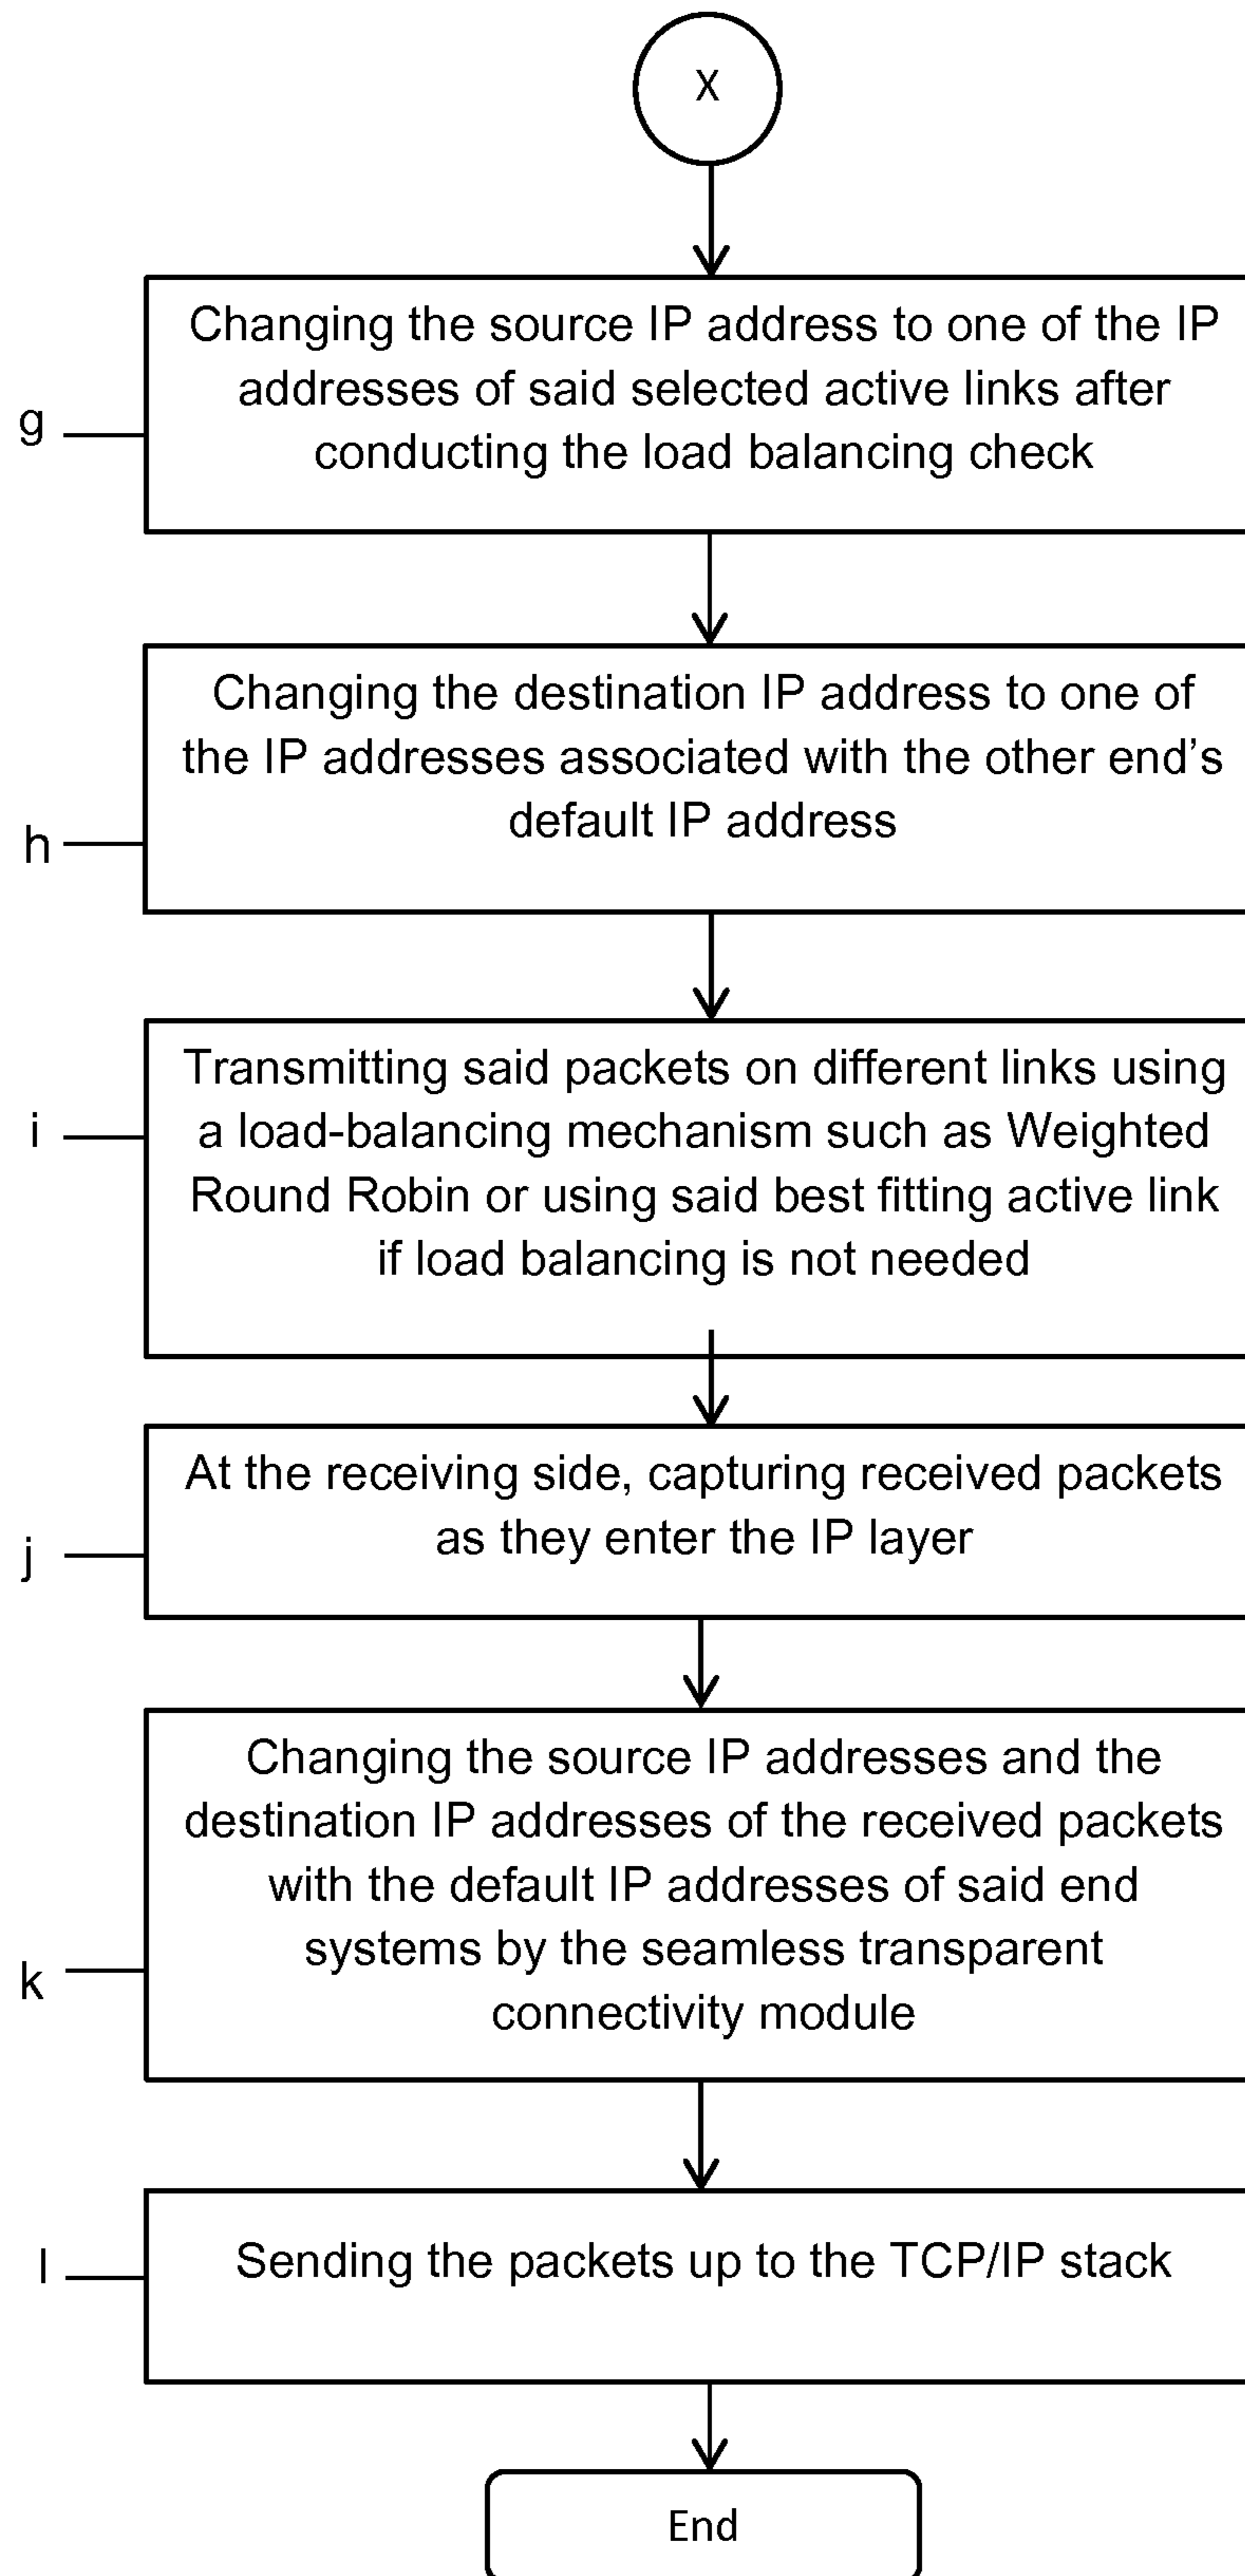 X
Changing the source IP address to one of the IP
addresses of said selected active links after
conducting the load balancing check
g
Changing the destination IP address to one of
the IP addresses associated with the other end’s
default IP address
h
Transmitting said packets on different links using
a load-balancing mechanism such as Weighted
Round Robin or using said best fitting active link
if load balancing is not needed
i
At the receiving side, capturing received packets
as they enter the IP layer
j
Changing the source IP addresses and the
destination IP addresses of the received packets
with the default IP addresses of said end
systems by the seamless transparent
connectivity module
k
Sending the packets up to the TCP/IP stack
l
End